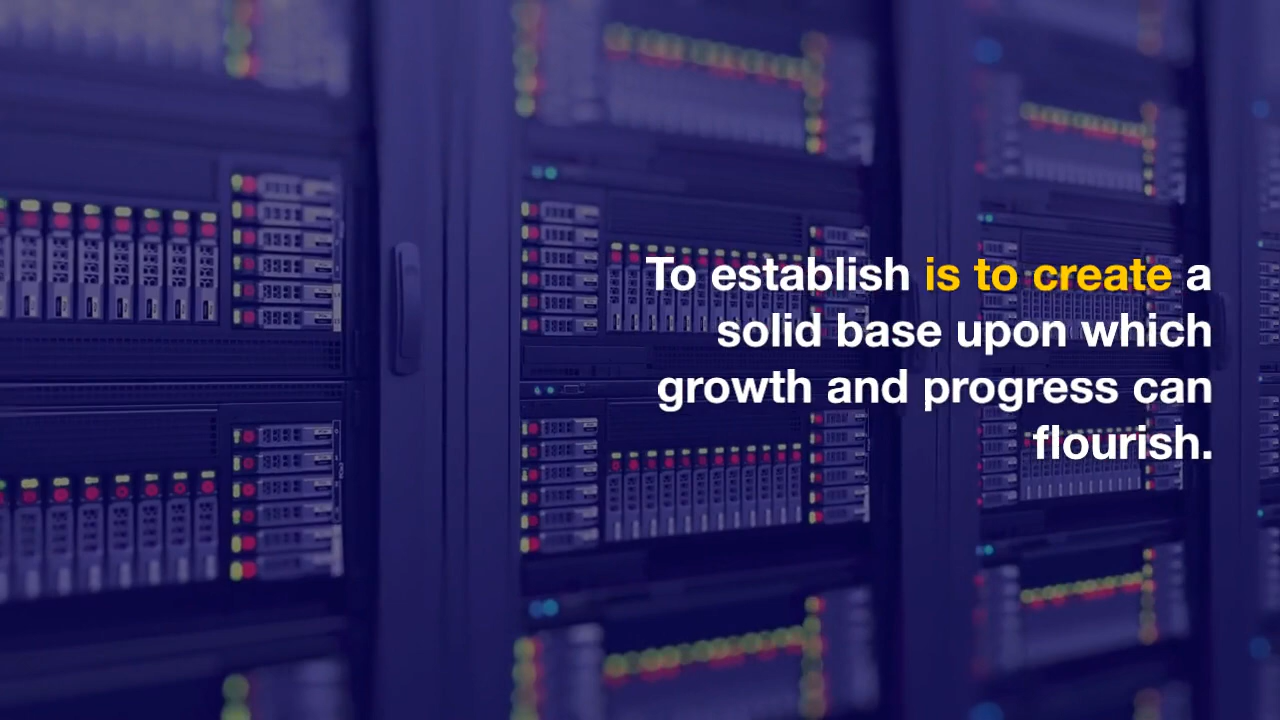 To establish is to create a
solid base upon which
growth and progress can
flourish.